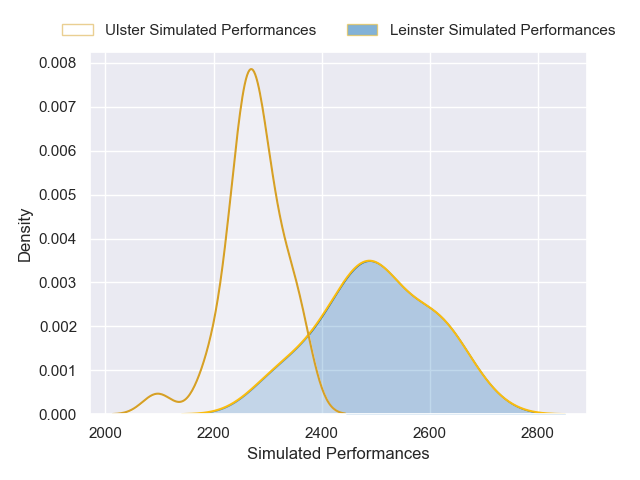 Ulster Simulated Performances Leinster Simulated Performances
0.008
0.007
0.006
0.005
0.004
0.003
0.002
0.001
0.000
Density
2000 2200 2400 2600 2800
Simulated Performances